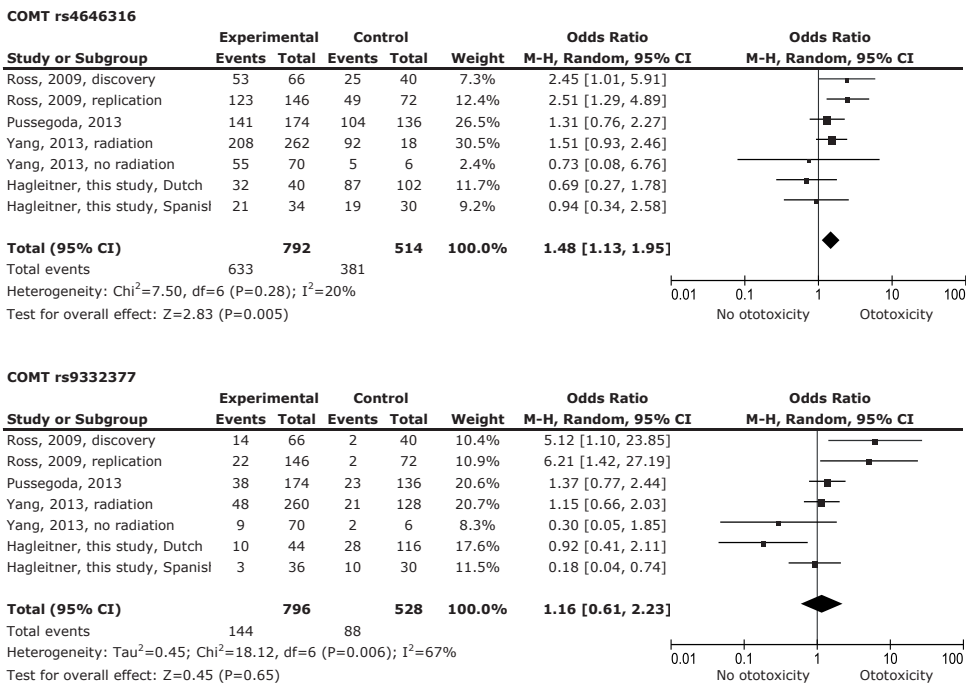 COMT rs4646316
Experimental Control Odds Ratio Odds Ratio
Study or Subgroup Events Total Events Total Weight M-H, Random, 95% CI M-H, Random, 95% CI
Ross, 2009, discovery 53 66 25 40 7.3% 2.45 [1.01, 5.91]
Ross, 2009, replication 123 146 49 72 12.4% 2.51 [1.29, 4.89]
Pussegoda, 2013 141 174 104 136 26.5% 1.31 [0.76, 2.27]
Yang, 2013, radiation 208 262 92 18 30.5% 1.51 [0.93, 2.46]
Yang, 2013, no radiation 55 70 5 6 2.4% 0.73 [0.08, 6.76]
Hagleitner, this study, Dutch 32 40 87 102 11.7% 0.69 [0.27, 1.78]
Hagleitner, this study, Spanish 21 34 19 30 9.2% 0.94 [0.34, 2.58]
Total (95% CI) 792 514 100.0% 1.48 [1.13, 1.95]
Total events 633 381
Heterogeneity: Chi²=7.50, df=6 (P=0.28); I²=20%
0.01 0.1 1 10 100
Test for overall effect: Z=2.83 (P=0.005)
No ototoxicity Ototoxicity
COMT rs9332377
Experimental Control Odds Ratio Odds Ratio
Study or Subgroup Events Total Events Total Weight M-H, Random, 95% CI M-H, Random, 95% CI
Ross, 2009, discovery 14 66 2 40 10.4% 5.12 [1.10, 23.85]
Ross, 2009, replication 22 146 2 72 10.9% 6.21 [1.42, 27.19]
Pussegoda, 2013 38 174 23 136 20.6% 1.37 [0.77, 2.44]
Yang, 2013, radiation 48 260 21 128 20.7% 1.15 [0.66, 2.03]
Yang, 2013, no radiation 9 70 2 6 8.3% 0.30 [0.05, 1.85]
Hagleitner, this study, Dutch 10 44 28 116 17.6% 0.92 [0.41, 2.11]
Hagleitner, this study, Spanish 3 36 10 30 11.5% 0.18 [0.04, 0.74]
Total (95% CI) 796 528 100.0% 1.16 [0.61, 2.23]
Total events 144 88
Heterogeneity: Tau²=0.45; Chi²=18.12, df=6 (P=0.006); I²=67%
0.01 0.1 1 10 100
Test for overall effect: Z=0.45 (P=0.65)
No ototoxicity Ototoxicity